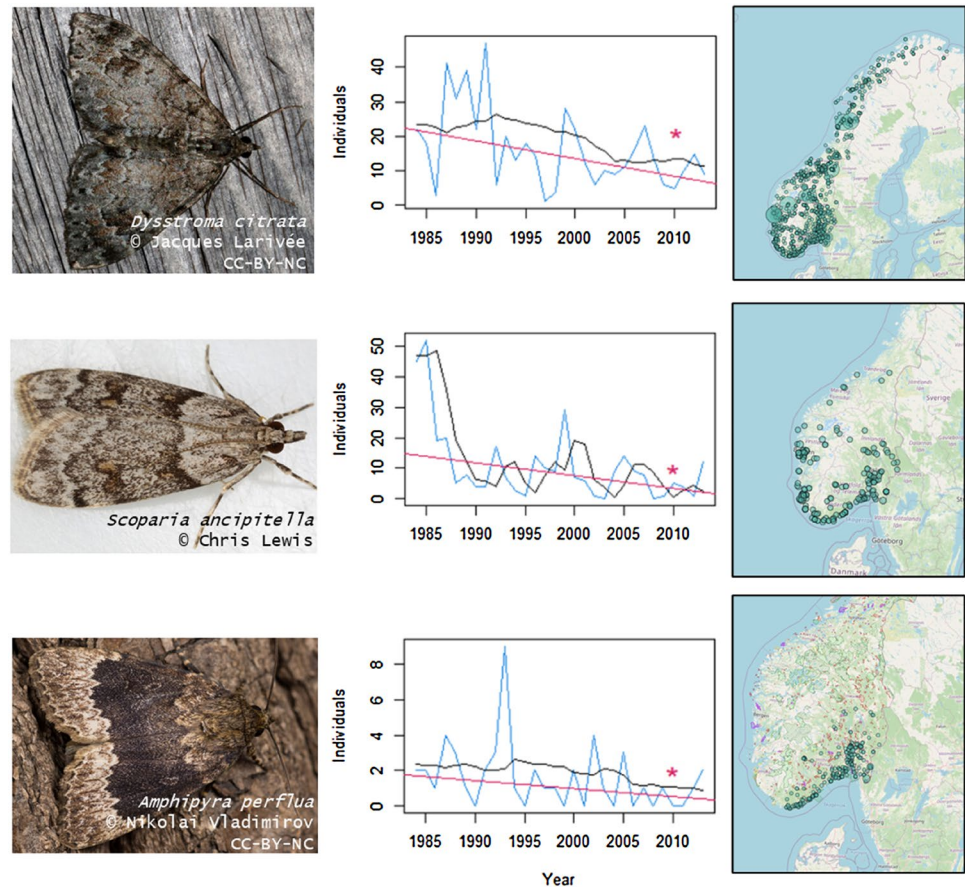 Dysstroma citrata
© Jacques Larivée
CC-BY-NC
Individuals
40
30
20
10
0
*
1985 1990 1995 2000 2005 2010
Scoparia ancipitella
© Chris Lewis
Individuals
50
40
30
20
10
0
*
1985 1990 1995 2000 2005 2010
Sverige
Göteborg
Danmark
Amphipyra perflua
© Nikolai Vladimirov
CC-BY-NC
Individuals
8
6
4
2
0
*
1985 1990 1995 2000 2005 2010
Year